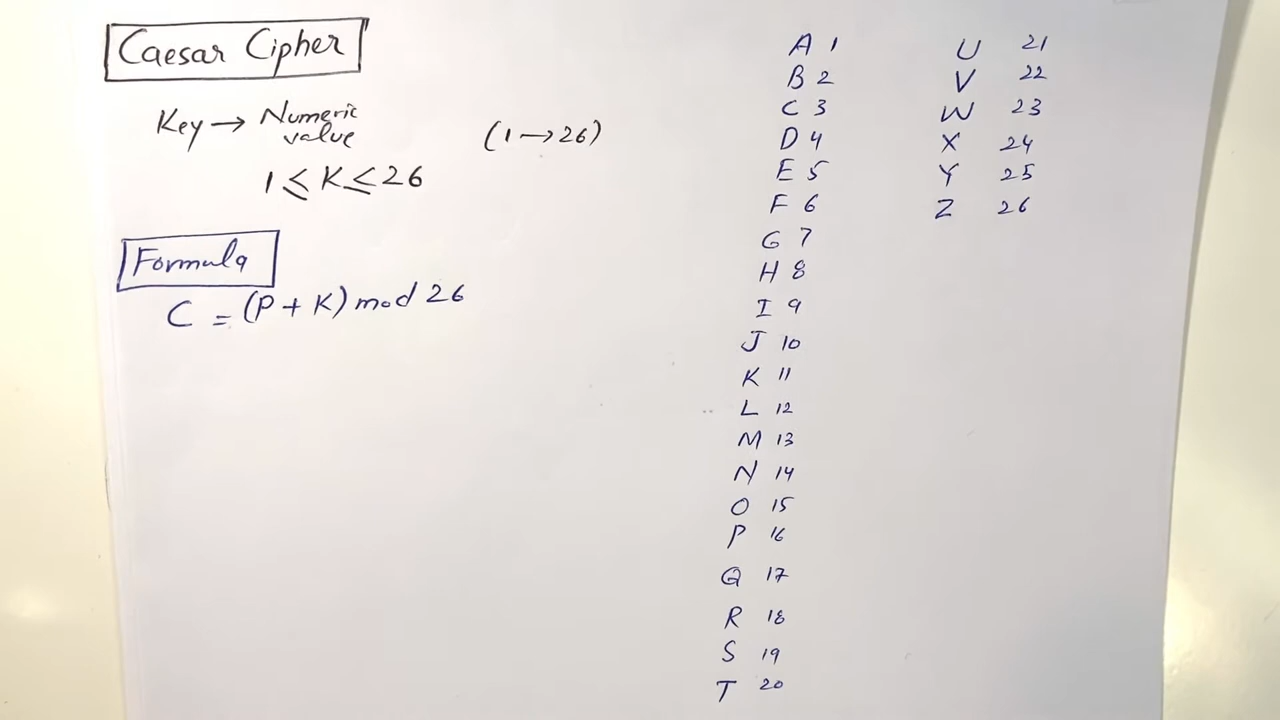 Caesar Cipher
Key → Numeric value (1 → 26)
1 ≤ K ≤ 26
Formula
C = (P + K) mod 26
A 1
B 2
C 3
D 4
E 5
F 6
G 7
H 8
I 9
J 10
K 11
L 12
M 13
N 14
O 15
P 16
Q 17
R 18
S 19
T 20
U 21
V 22
W 23
X 24
Y 25
Z 26